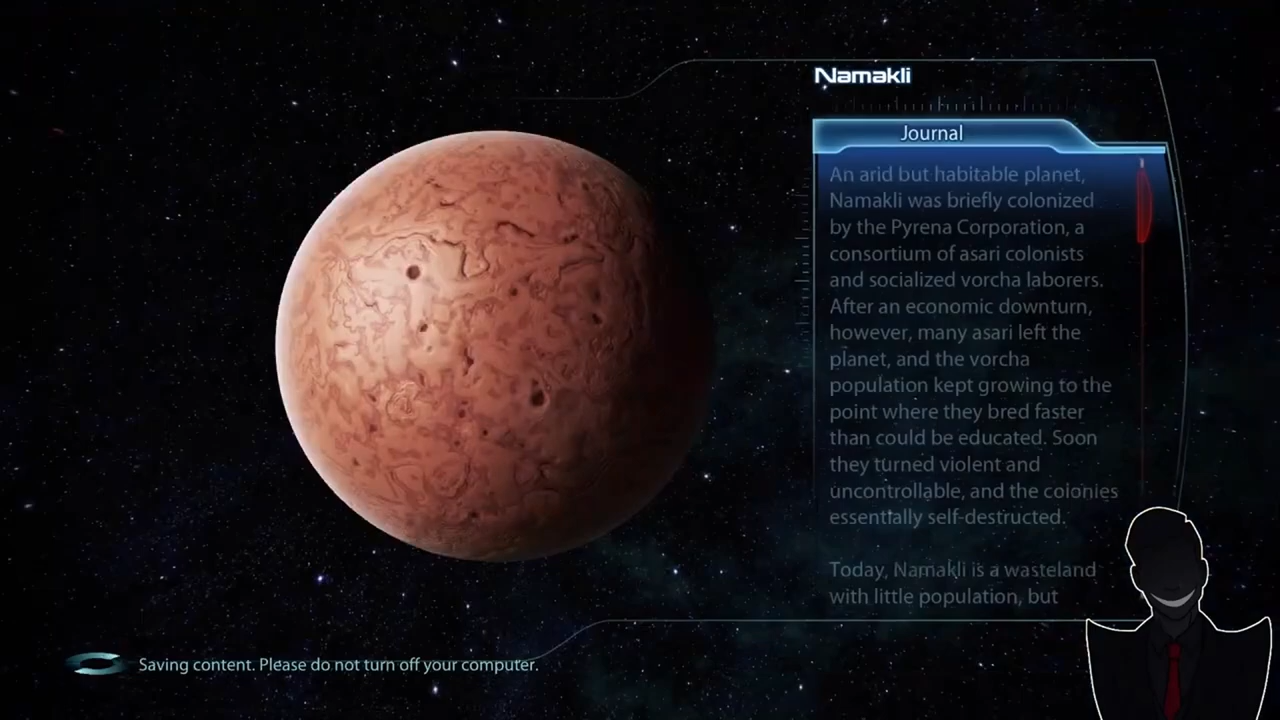 Namakli
Journal
An arid but habitable planet,
Namakli was briefly colonized
by the Pyrena Corporation, a
consortium of asari colonists
and socialized vorcha laborers.
After an economic downturn,
however, many asari left the
planet, and the vorcha
population kept growing to the
point where they bred faster
than could be educated. Soon
they turned violent and
uncontrollable, and the colonies
essentially self-destructed.
Today, Namakli is a wasteland
with little population, but
Saving content. Please do not turn off your computer.